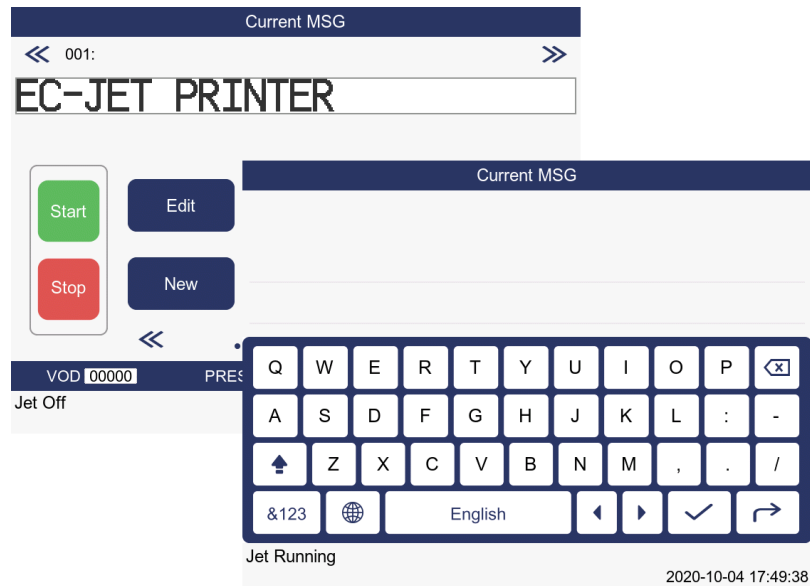 Current MSG
001:
EC-JET PRINTER
Start
Edit
Stop
New
VOD 00000 PRES
Jet Off
Current MSG
Q W E R T Y U I O P
A S D F G H J K L : -
Z X C V B N M , . /
&123 English
Jet Running
2020-10-04 17:49:38